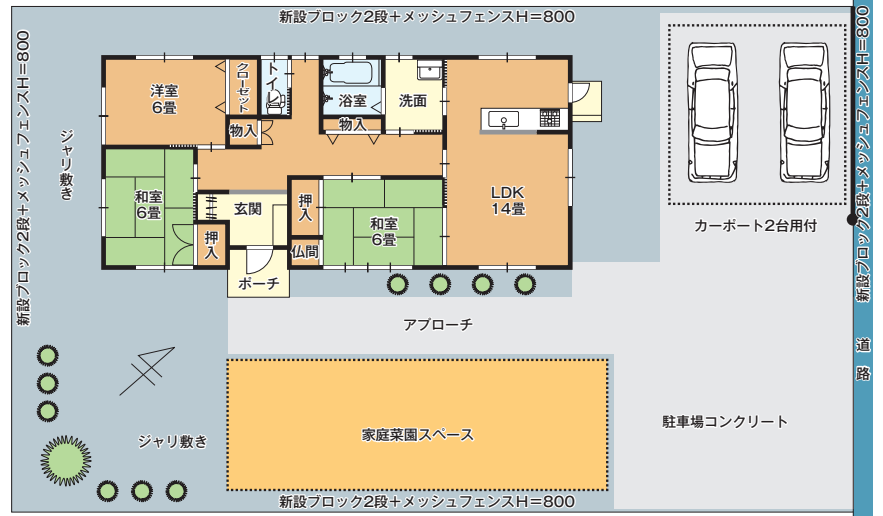 新設ブロック2段+メッシュフェンスH=800
新設ブロック2段+メッシュフェンスH=800
新設ブロック2段+メッシュフェンスH=800
ジャリ敷き
洋室
6畳
クローゼット
トイレ
浴室
洗面
物入
物入
LDK
14畳
和室
6畳
玄関
押入
押入
和室
6畳
仏間
ポーチ
カーポート2台用付
アプローチ
道路
ジャリ敷き
家庭菜園スペース
駐車場コンクリート
新設ブロック2段+メッシュフェンスH=800